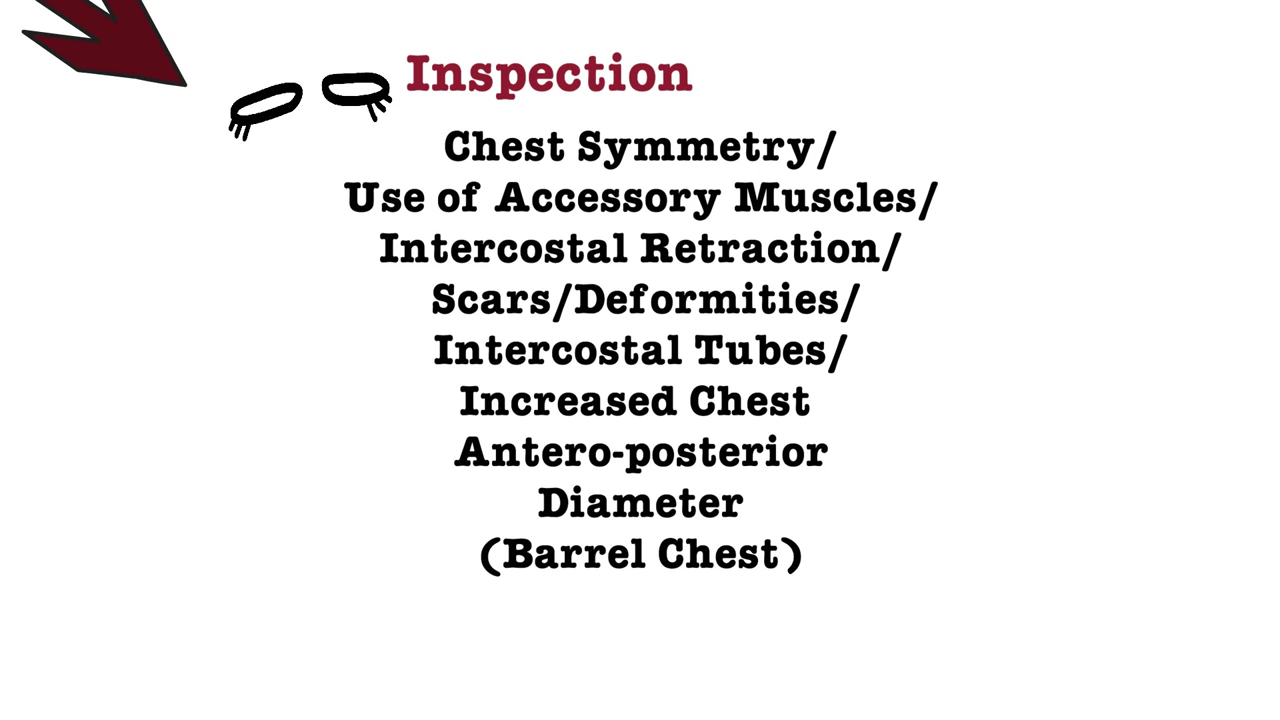 Inspection
Chest Symmetry/
Use of Accessory Muscles/
Intercostal Retraction/
Scars/Deformities/
Intercostal Tubes/
Increased Chest
Antero-posterior
Diameter
(Barrel Chest)